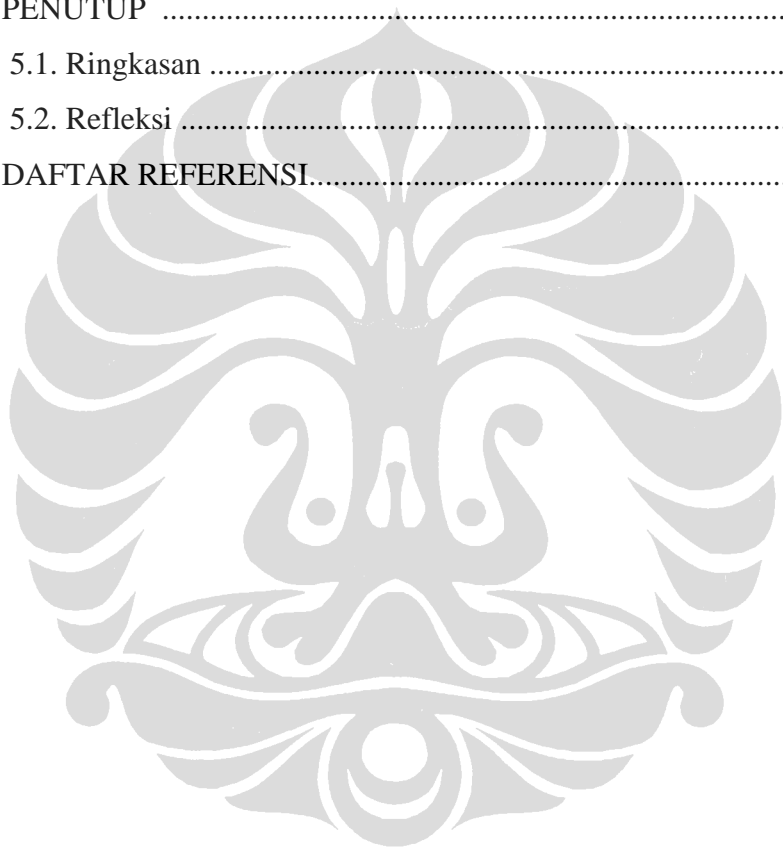 PENUTUP ................................................................................
5.1. Ringkasan ..........................................................................
5.2. Refleksi .............................................................................
DAFTAR REFERENSI..............................................................